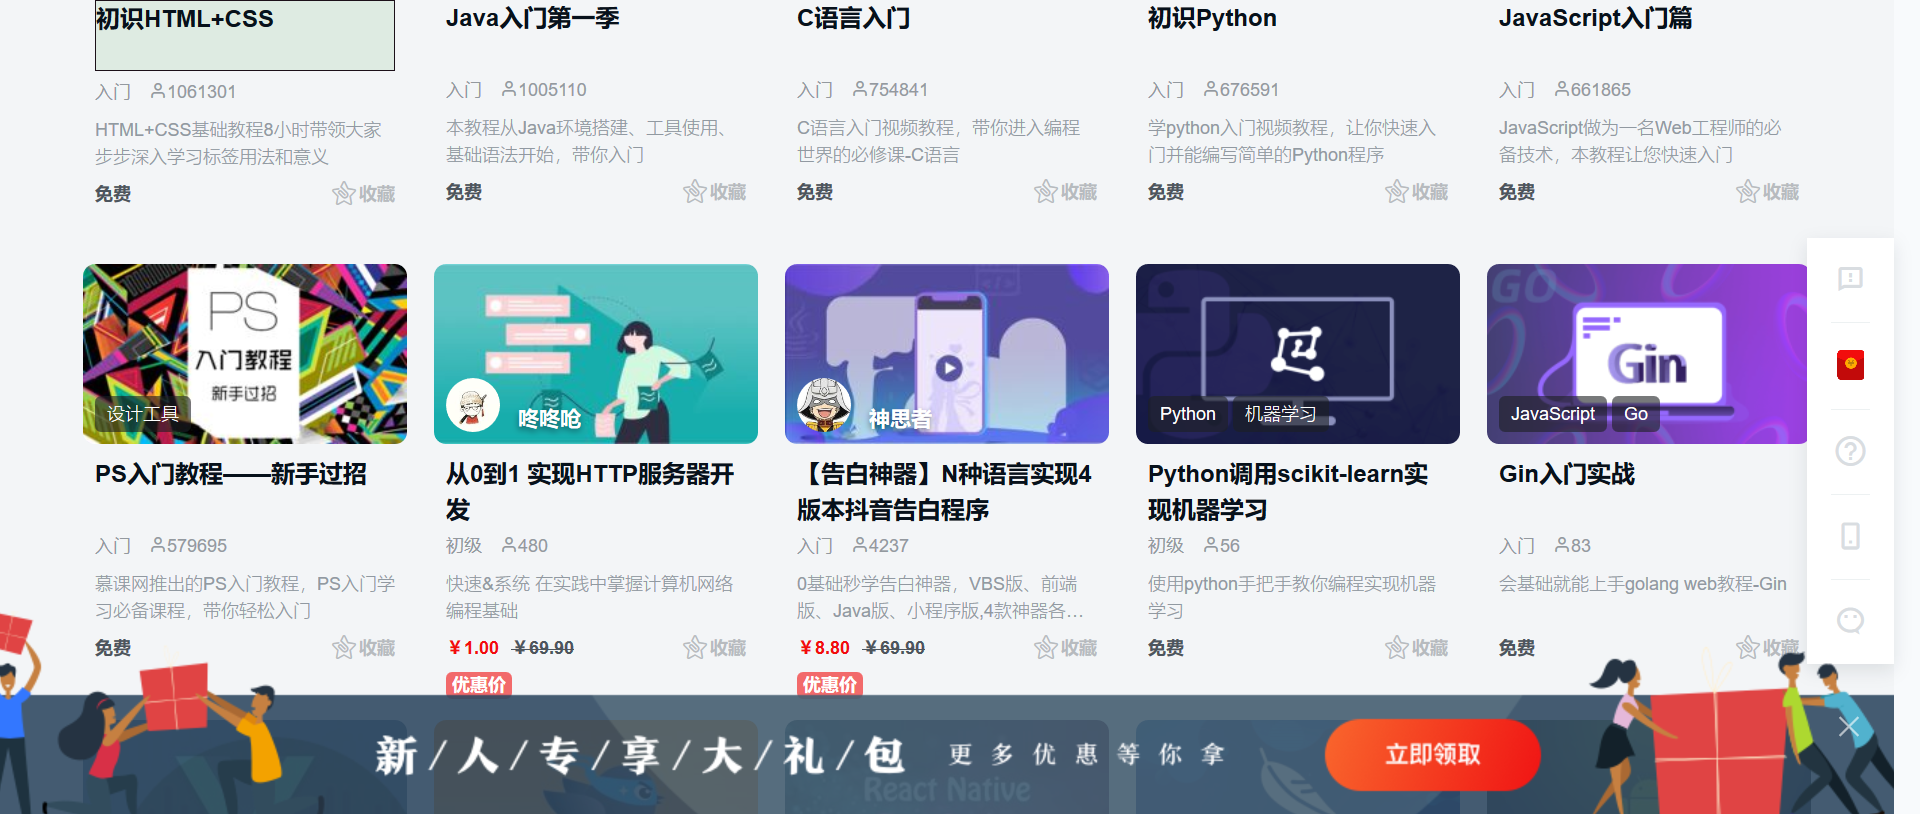 初识HTML+CSS
Java入门第一季
C语言入门
初识Python
JavaScript入门篇
入门 1061301
入门 1005110
入门 754841
入门 676591
入门 661865
HTML+CSS基础教程8小时带领大家
步步深入学习标签用法和意义
本教程从Java环境搭建、工具使用、
基础语法开始，带你入门
C语言入门视频教程，带你进入编程
世界的必修课-C语言
学python入门视频教程，让你快速入
门并能编写简单的Python程序
JavaScript做为一名Web工程师的必
备技术，本教程让您快速入门
免费 收藏
免费 收藏
免费 收藏
免费 收藏
免费 收藏
PS
入门教程
新手过招
设计工具
咚咚呛
神思者
Python 机器学习
GO
Gin
JavaScript Go
PS入门教程——新手过招
从0到1 实现HTTP服务器开
发
【告白神器】N种语言实现4
版本抖音告白程序
Python调用scikit-learn实
现机器学习
Gin入门实战
入门 579695
初级 480
入门 4237
初级 56
入门 83
慕课网推出的PS入门教程，PS入门学
习必备课程，带你轻松入门
快速&系统 在实践中掌握计算机网络
编程基础
0基础秒学告白神器，VBS版、前端
版、Java版、小程序版,4款神器各…
使用python手把手教你编程实现机器
学习
会基础就能上手golang web教程-Gin
免费 收藏
￥1.00 ￥69.90 收藏
优惠价
￥8.80 ￥69.90 收藏
优惠价
免费 收藏
免费 收藏
新/人/专/享/大/礼/包 更多优惠等你拿 立即领取
React Native